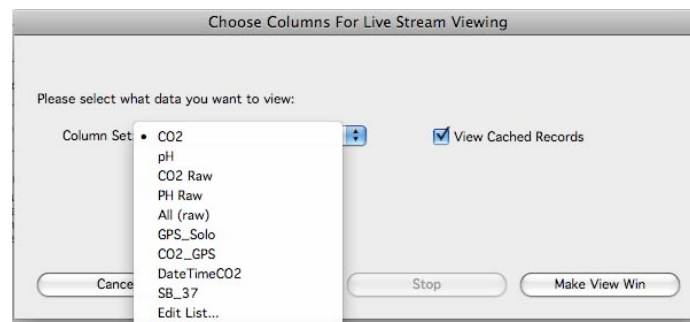 Choose Columns For Live Stream Viewing
Please select what data you want to view:
Column Set • CO2
View Cached Records
pH
CO2 Raw
PH Raw
All (raw)
GPS_Solo
CO2_GPS
DateTimeCO2
SB_37
Edit List...
Cance
Stop
Make View Win